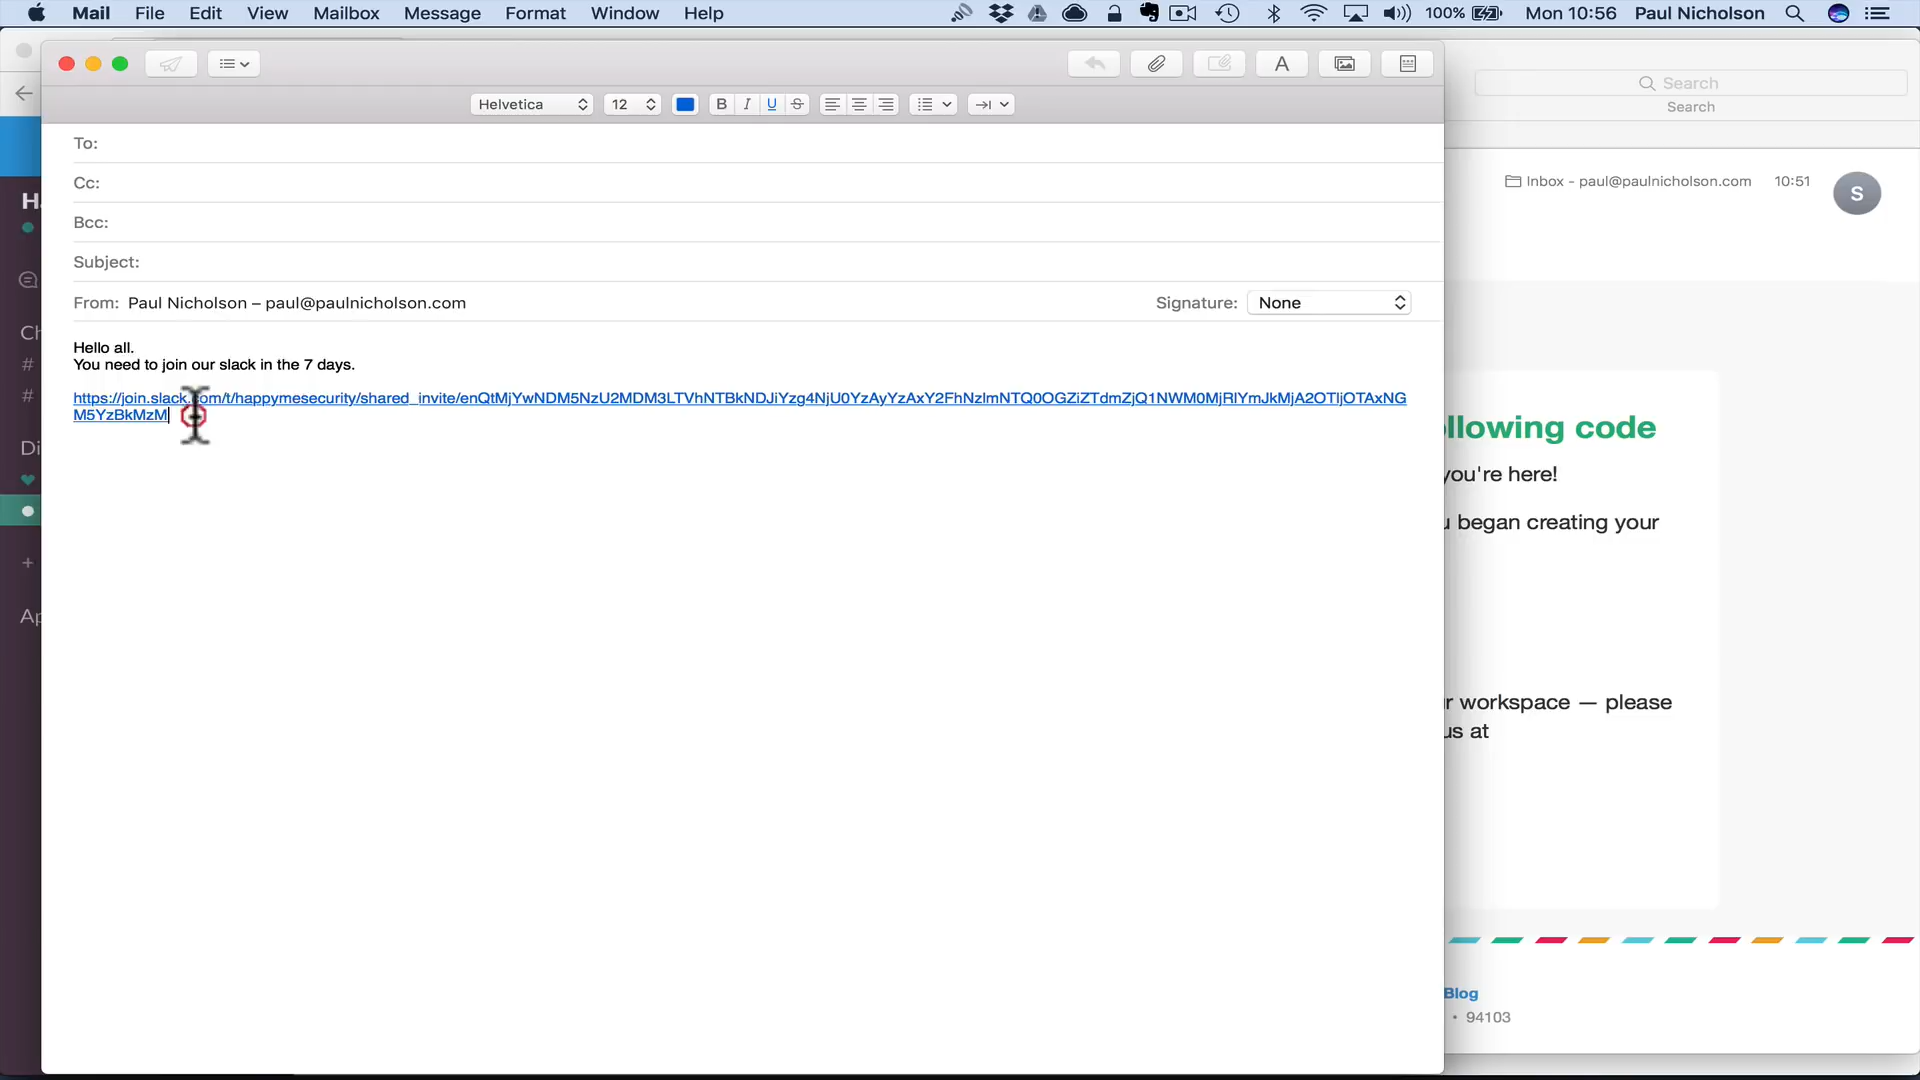 Mail File Edit View Mailbox Message Format Window Help 100% Mon 10:56 Paul Nicholson
Search
Search
Helvetica 12 B I U S
To:
Cc:
Bcc:
Subject:
From: Paul Nicholson – paul@paulnicholson.com Signature: None
Inbox - paul@paulnicholson.com 10:51 S
Hello all.
You need to join our slack in the 7 days.
https://join.slack.com/t/happymesecurity/shared_invite/enQtMjYwNDM5NzU2MDM3LTVhNTBkNDJiYzg4NjU0YzAyYzAxY2FhNzlmNTQ0OGZiZTdmZjQ1NWM0MjRlYmJkMjA2OTljOTAxNG
M5YzBkMzM
llowing code
you're here!
u began creating your
r workspace — please
us at
Blog
• 94103
H
Ch
#
#
Di
+
Ap